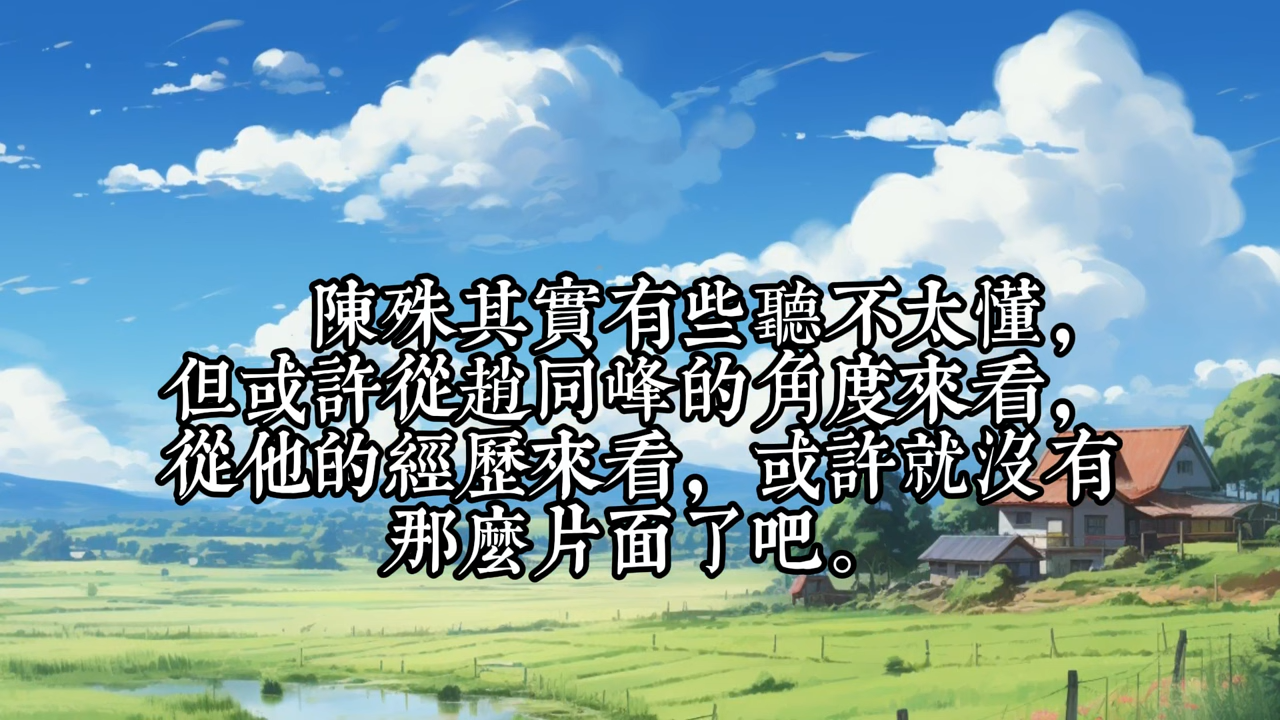 陳殊其實有些聽不太懂，
但或許從趙同峰的角度來看，
從他的經歷來看，或許就沒有
那麼片面了吧。